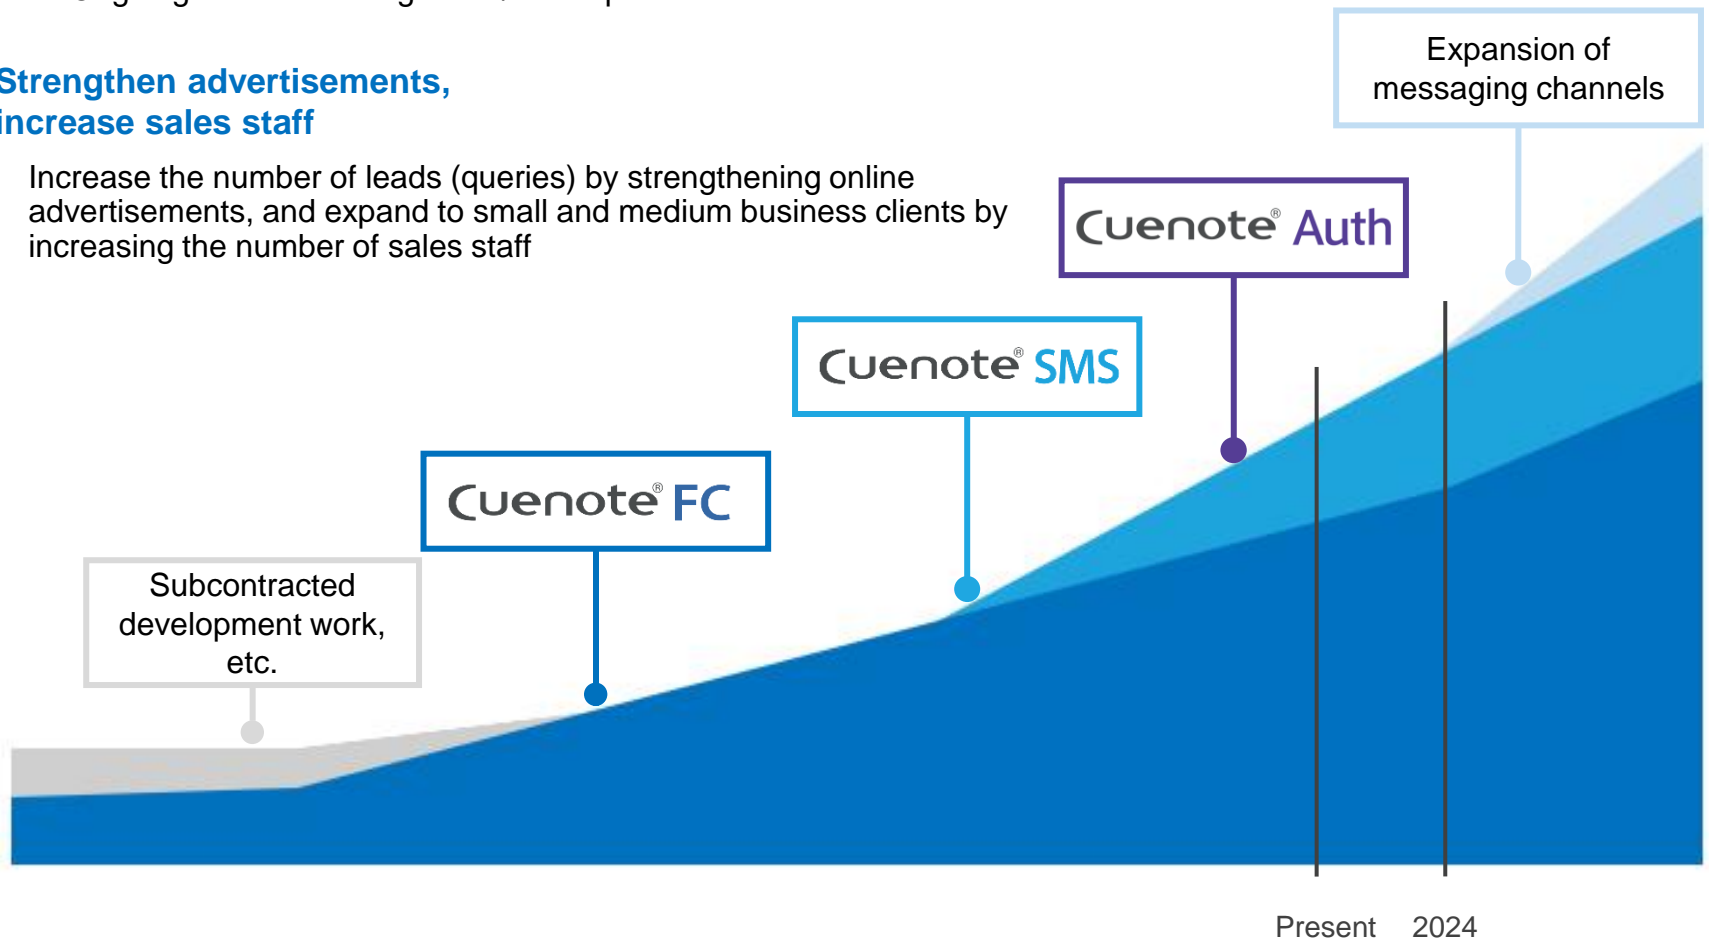 Strengthen advertisements,
increase sales staff
Increase the number of leads (queries) by strengthening online
advertisements, and expand to small and medium business clients by
increasing the number of sales staff
Expansion of
messaging channels
Cuenote® Auth
Cuenote® SMS
Cuenote® FC
Subcontracted
development work,
etc.
Present
2024